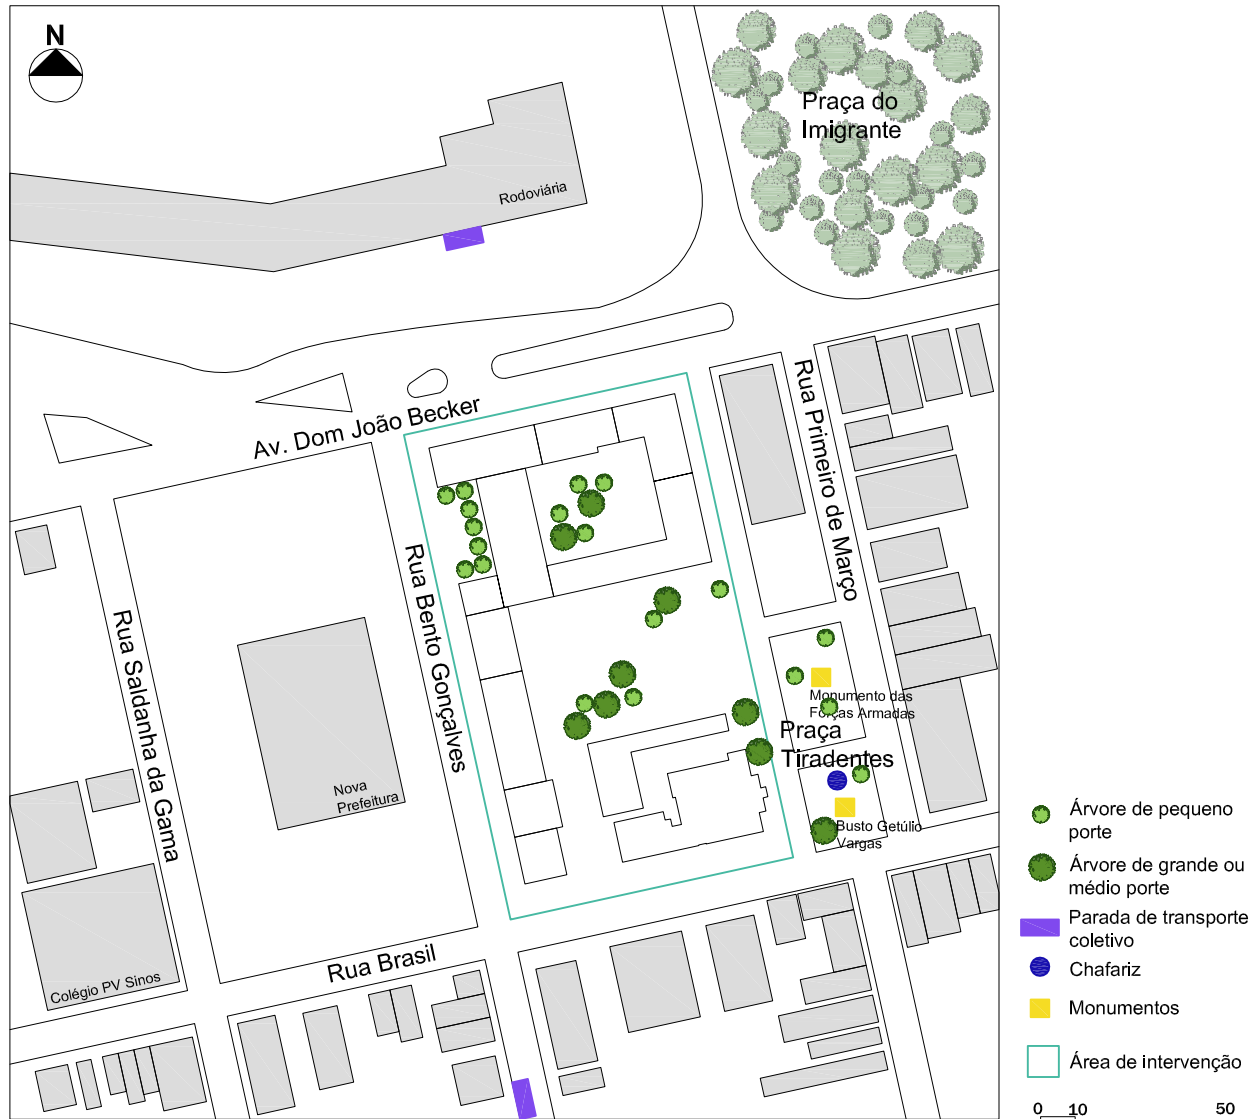 N
Praça do
Imigrante
Rodoviária
Av. Dom João Becker
Rua Primeiro de Março
Rua Bento Gonçalves
Rua Saldanha da Gama
Monumento das
Forças Armadas
Praça
Tiradentes
Nova
Prefeitura
Busto Getúlio
Vargas
Rua Brasil
Colégio PV Sinos
Árvore de pequeno
porte
Árvore de grande ou
médio porte
Parada de transporte
coletivo
Chafariz
Monumentos
Área de intervenção
0 10 50